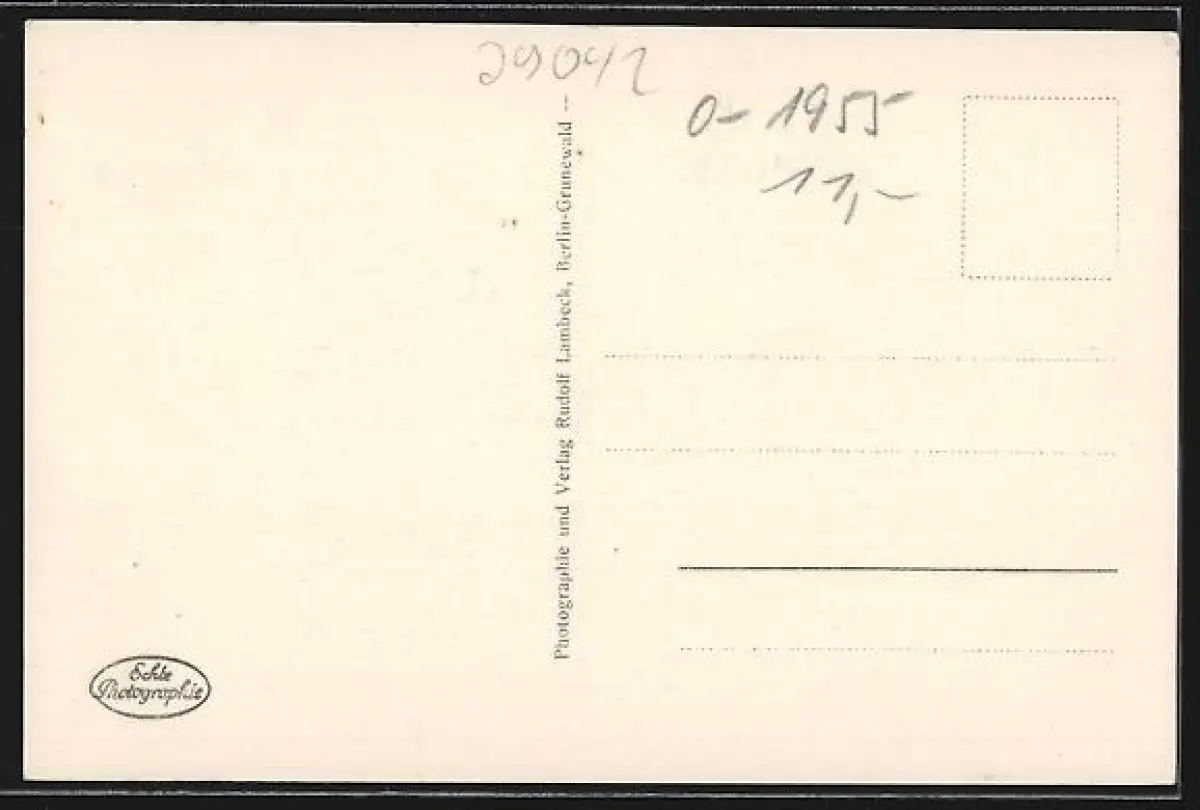 29042
0- 1955
11,-
Photographie und Verlag Rudolf Lambeck, Berlin-Grunewald --
Echte
Photographie